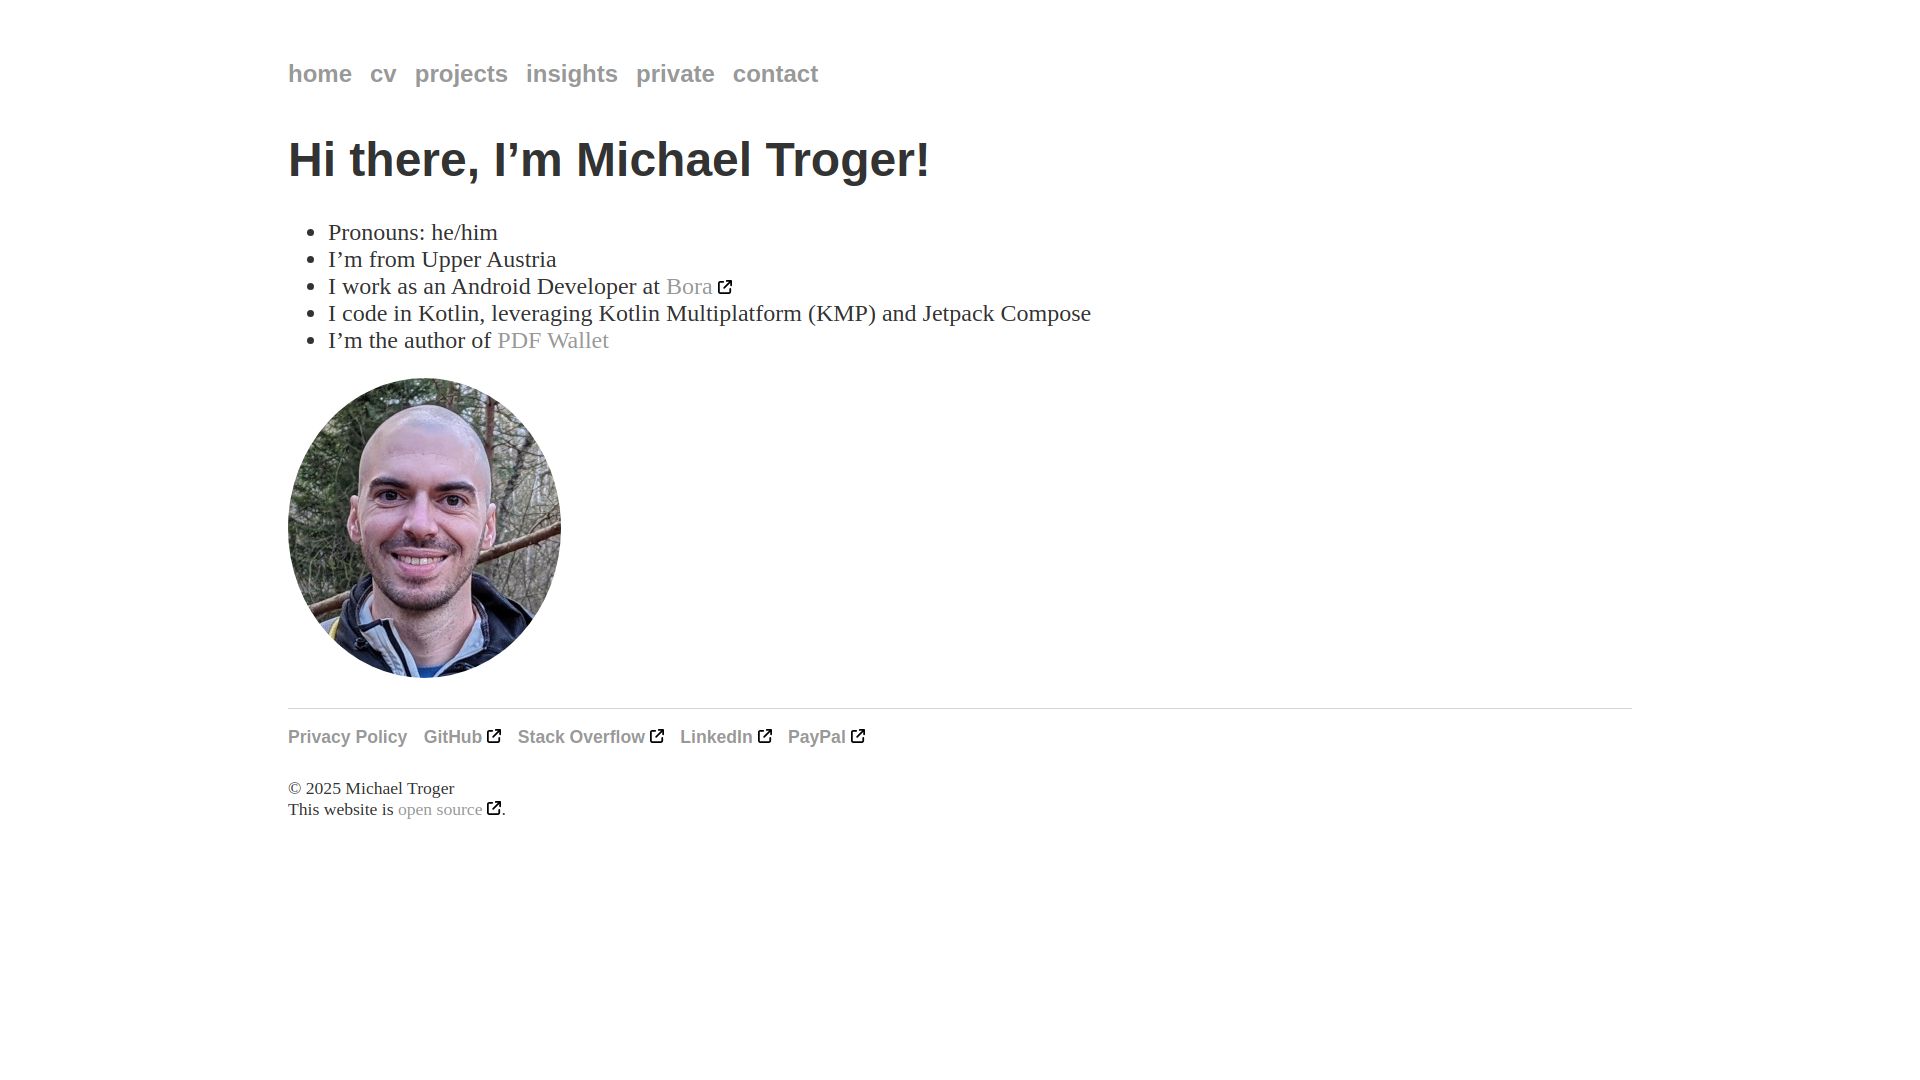 home cv projects insights private contact
Hi there, I’m Michael Troger!
Pronouns: he/him
I’m from Upper Austria
I work as an Android Developer at Bora
I code in Kotlin, leveraging Kotlin Multiplatform (KMP) and Jetpack Compose
I’m the author of PDF Wallet
Privacy Policy GitHub Stack Overflow LinkedIn PayPal
© 2025 Michael Troger
This website is open source.